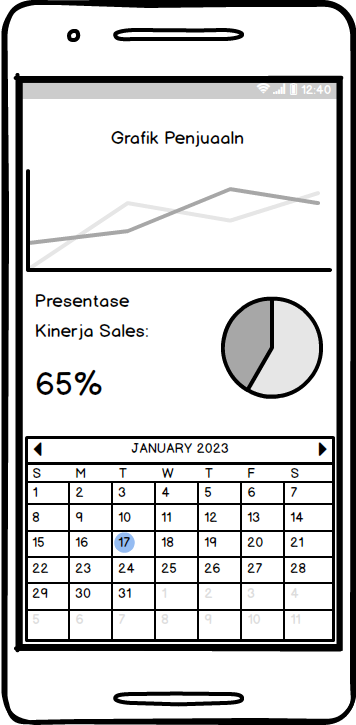 12:40
Grafik Penjuaaln
Presentase
Kinerja Sales:
65%
JANUARY 2023
S M T W T F S
1 2 3 4 5 6 7
8 9 10 11 12 13 14
15 16 17 18 19 20 21
22 23 24 25 26 27 28
29 30 31 1 2 3 4
5 6 7 8 9 10 11